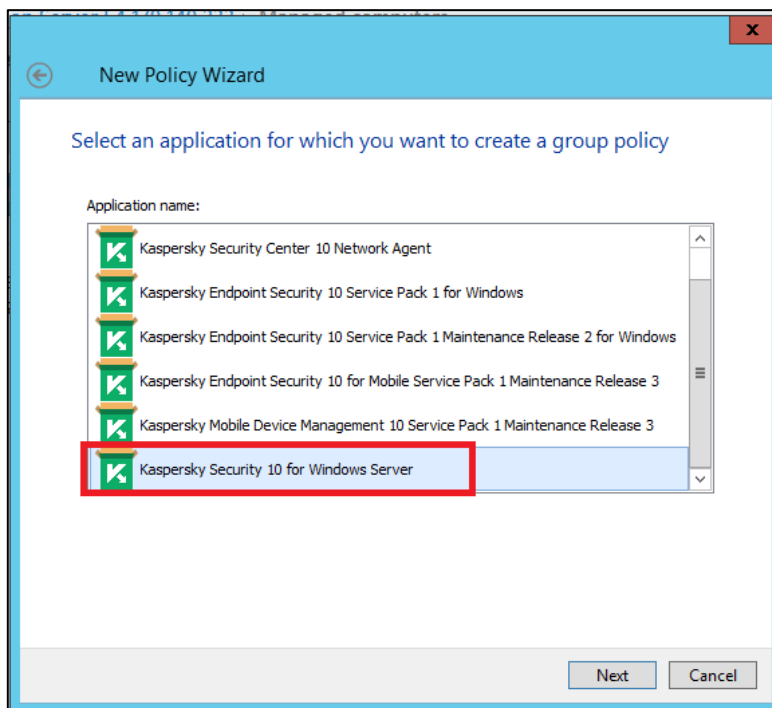 x
New Policy Wizard
Select an application for which you want to create a group policy
Application name:
Kaspersky Security Center 10 Network Agent
Kaspersky Endpoint Security 10 Service Pack 1 for Windows
Kaspersky Endpoint Security 10 Service Pack 1 Maintenance Release 2 for Windows
Kaspersky Endpoint Security 10 for Mobile Service Pack 1 Maintenance Release 3
Kaspersky Mobile Device Management 10 Service Pack 1 Maintenance Release 3
Kaspersky Security 10 for Windows Server
Next Cancel